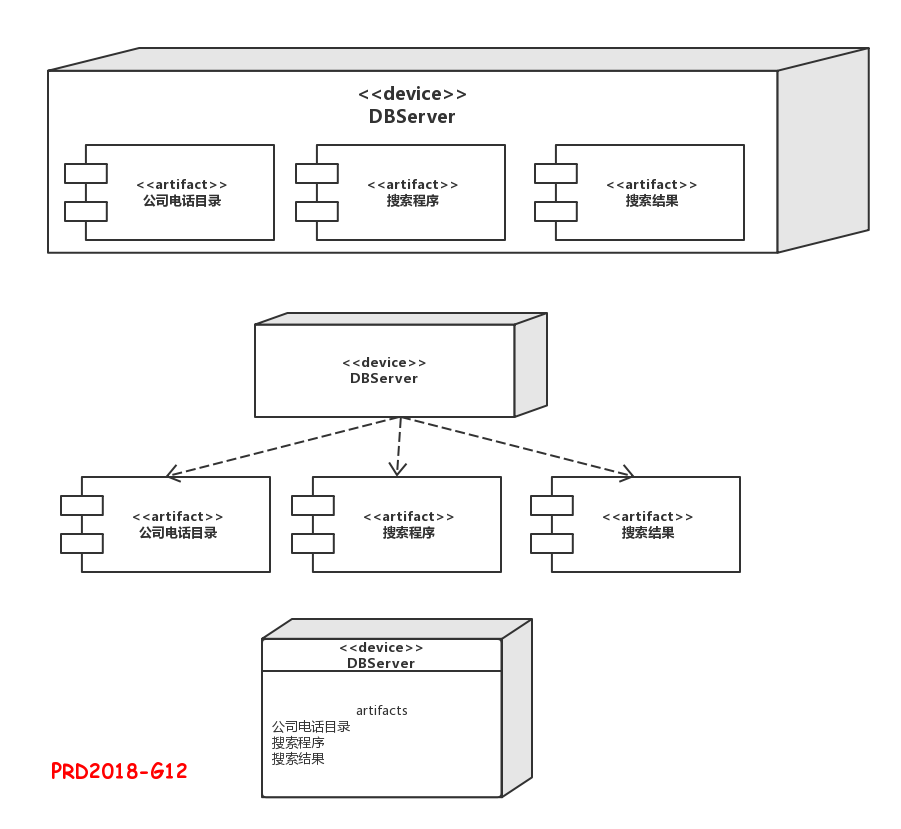 <<device>>
DBServer
<<artifact>>
公司电话目录
<<artifact>>
搜索程序
<<artifact>>
搜索结果
<<device>>
DBServer
<<artifact>>
公司电话目录
<<artifact>>
搜索程序
<<artifact>>
搜索结果
<<device>>
DBServer
artifacts
公司电话目录
搜索程序
搜索结果
PRD2018-G12